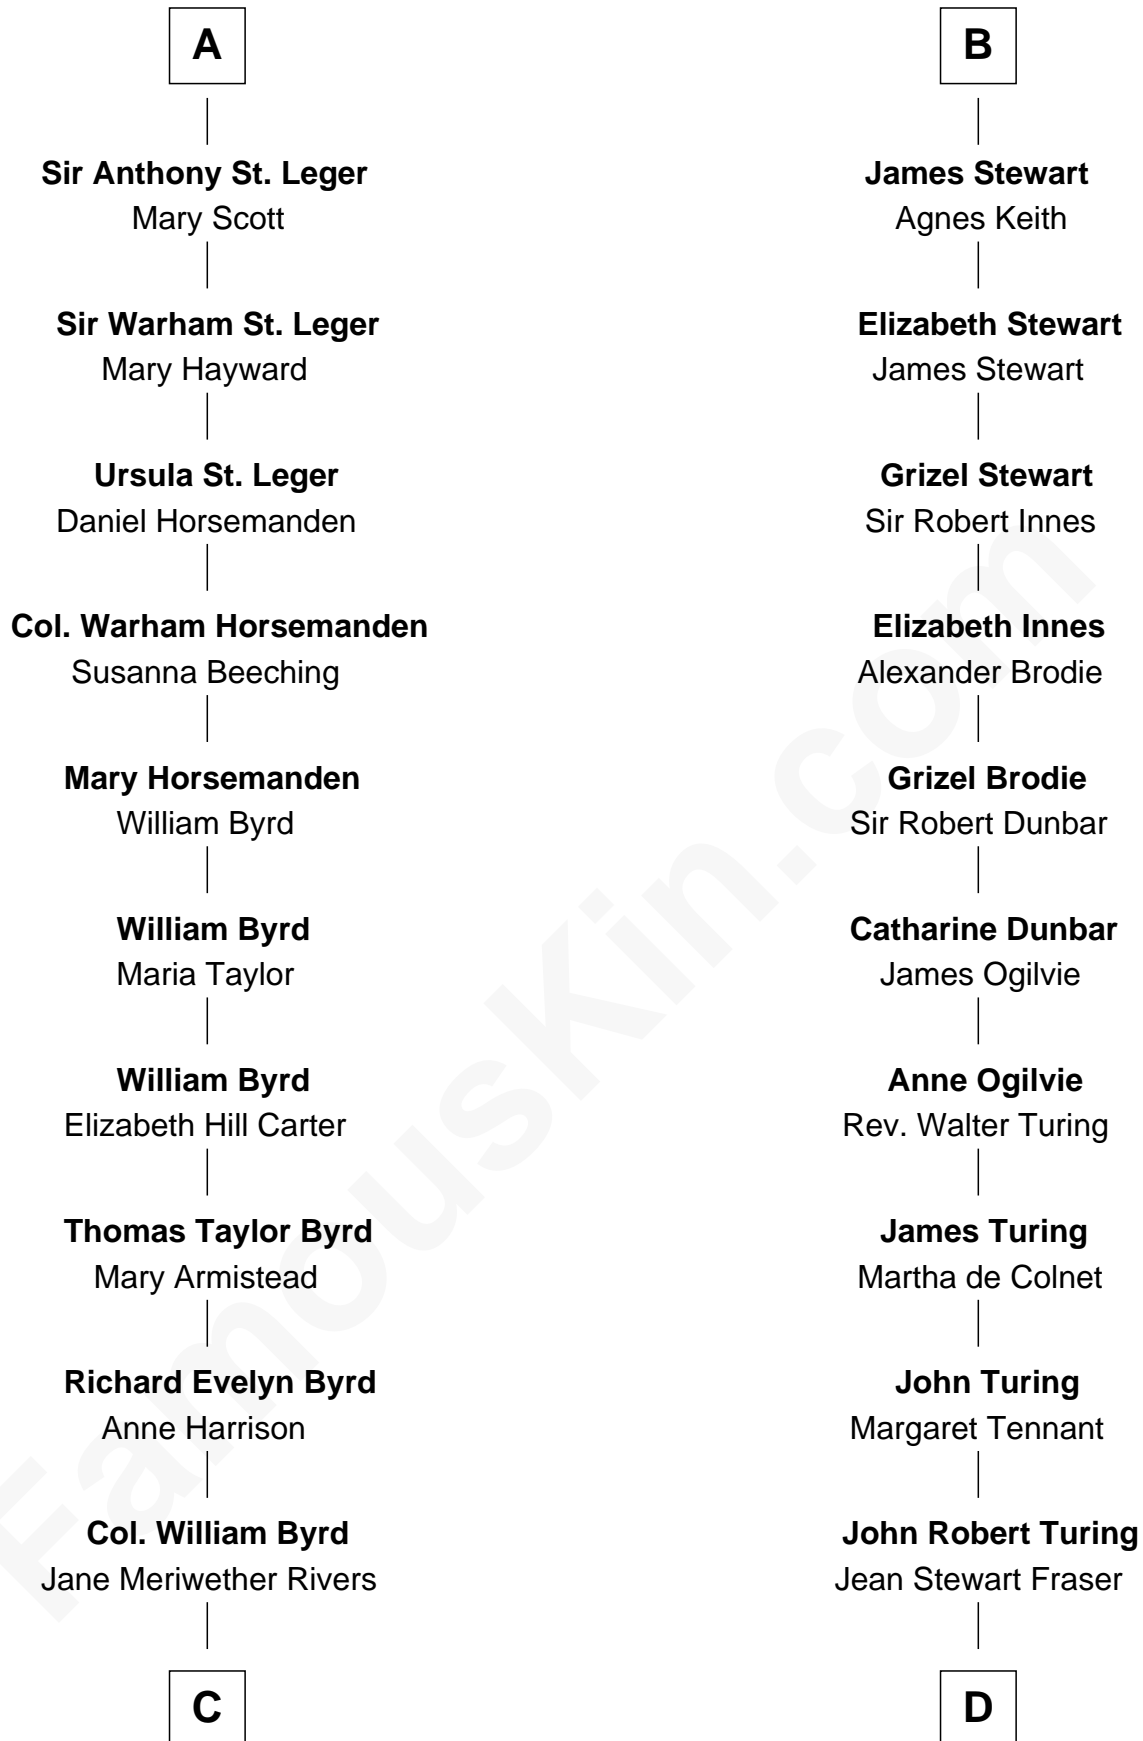 A
Sir Anthony St. Leger
Mary Scott
Sir Warham St. Leger
Mary Hayward
Ursula St. Leger
Daniel Horsemanden
Col. Warham Horsemanden
Susanna Beeching
Mary Horsemanden
William Byrd
William Byrd
Maria Taylor
William Byrd
Elizabeth Hill Carter
Thomas Taylor Byrd
Mary Armistead
Richard Evelyn Byrd
Anne Harrison
Col. William Byrd
Jane Meriwether Rivers
C
B
James Stewart
Agnes Keith
Elizabeth Stewart
James Stewart
Grizel Stewart
Sir Robert Innes
Elizabeth Innes
Alexander Brodie
Grizel Brodie
Sir Robert Dunbar
Catharine Dunbar
James Ogilvie
Anne Ogilvie
Rev. Walter Turing
James Turing
Martha de Colnet
John Turing
Margaret Tennant
John Robert Turing
Jean Stewart Fraser
D
FamousKin.com